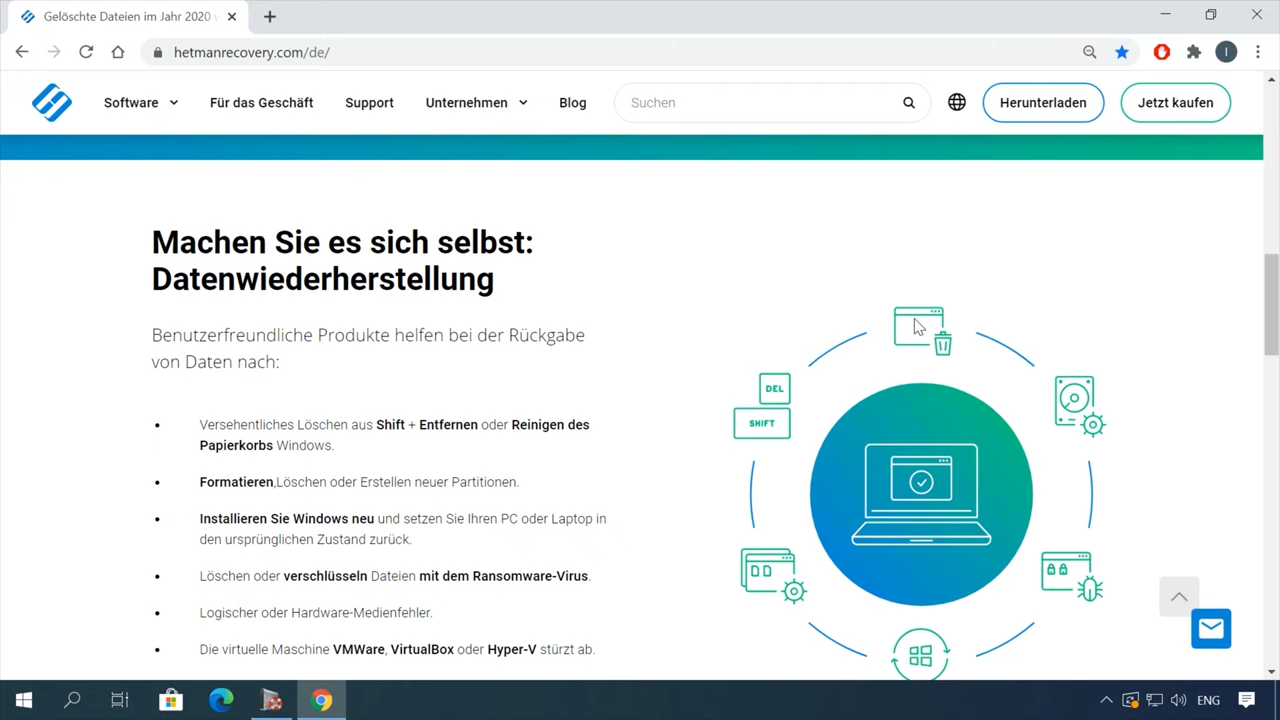 Gelöschte Dateien im Jahr 2020
hetmanrecovery.com/de/
I
Software
Für das Geschäft
Support
Unternehmen
Blog
Suchen
Herunterladen
Jetzt kaufen
Machen Sie es sich selbst:
Datenwiederherstellung
Benutzerfreundliche Produkte helfen bei der Rückgabe
von Daten nach:
Versehentliches Löschen aus Shift + Entfernen oder Reinigen des
Papierkorbs Windows.
Formatieren,Löschen oder Erstellen neuer Partitionen.
Installieren Sie Windows neu und setzen Sie Ihren PC oder Laptop in
den ursprünglichen Zustand zurück.
Löschen oder verschlüsseln Dateien mit dem Ransomware-Virus.
Logischer oder Hardware-Medienfehler.
Die virtuelle Maschine VMWare, VirtualBox oder Hyper-V stürzt ab.
DEL
SHIFT
ENG